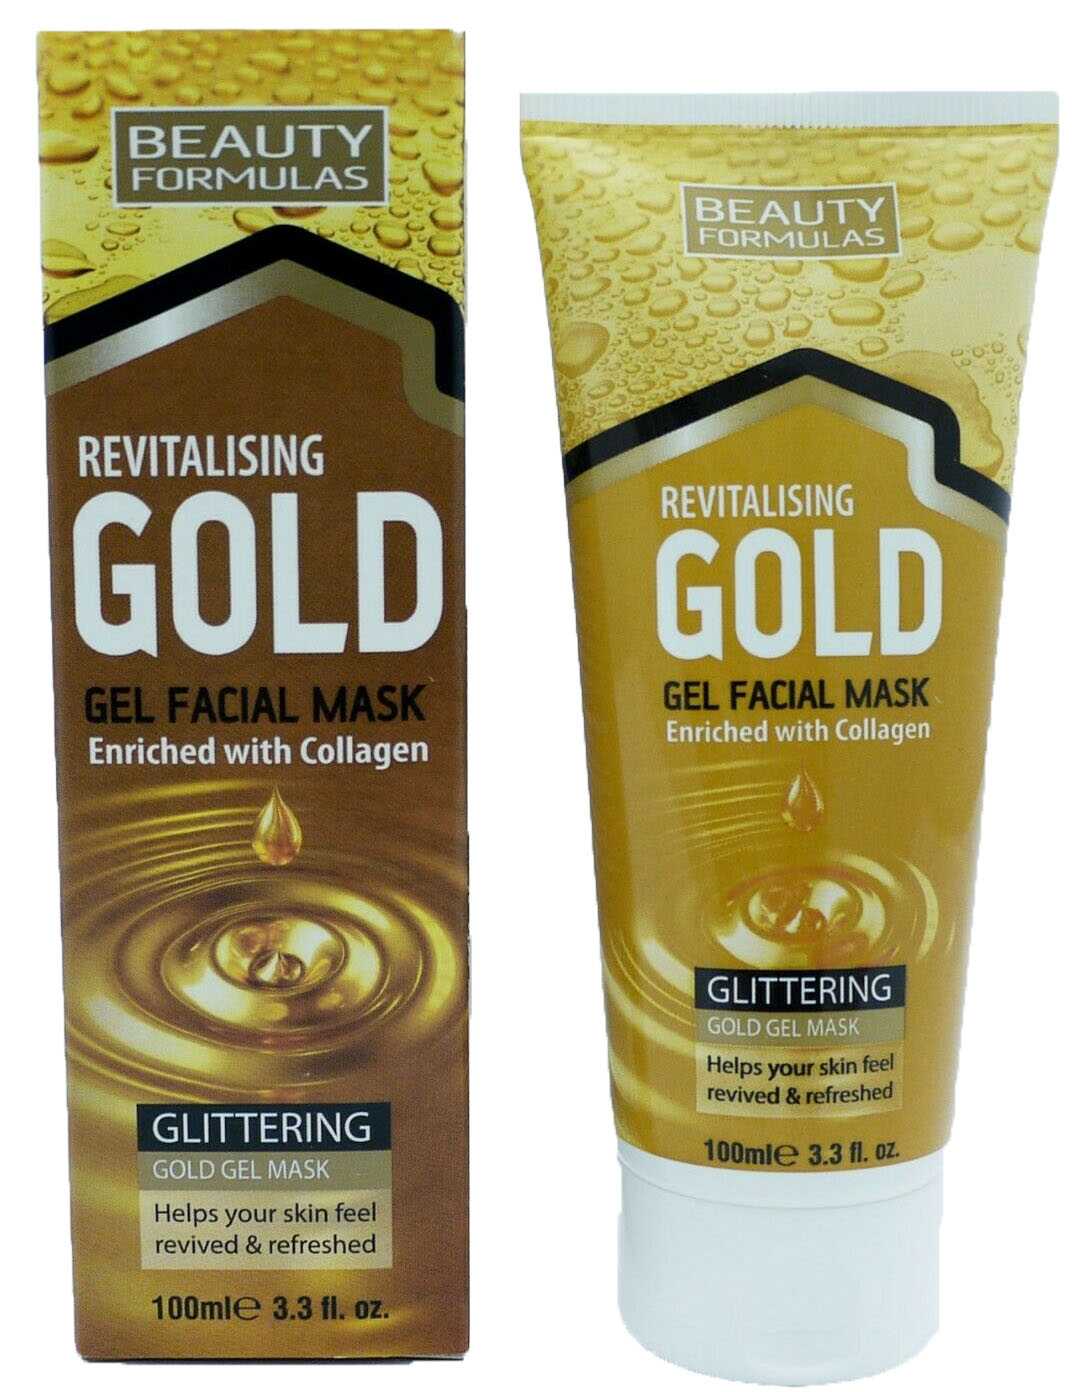 BEAUTY
FORMULAS
REVITALISING
GOLD
GEL FACIAL MASK
Enriched with Collagen
GLITTERING
GOLD GEL MASK
Helps your skin feel
revived & refreshed
100ml℮ 3.3 fl. oz.
BEAUTY
FORMULAS
REVITALISING
GOLD
GEL FACIAL MASK
Enriched with Collagen
GLITTERING
GOLD GEL MASK
Helps your skin feel
revived & refreshed
100ml℮ 3.3 fl. oz.